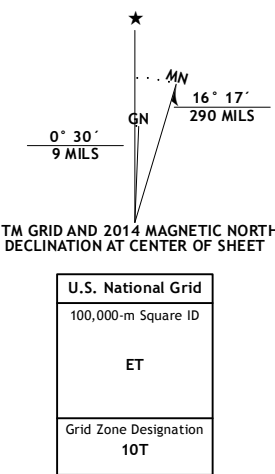 MN
GN
16° 17´
290 MILS
0° 30´
9 MILS
TM GRID AND 2014 MAGNETIC NORTH
DECLINATION AT CENTER OF SHEET
U.S. National Grid
100,000-m Square ID
ET
Grid Zone Designation
10T